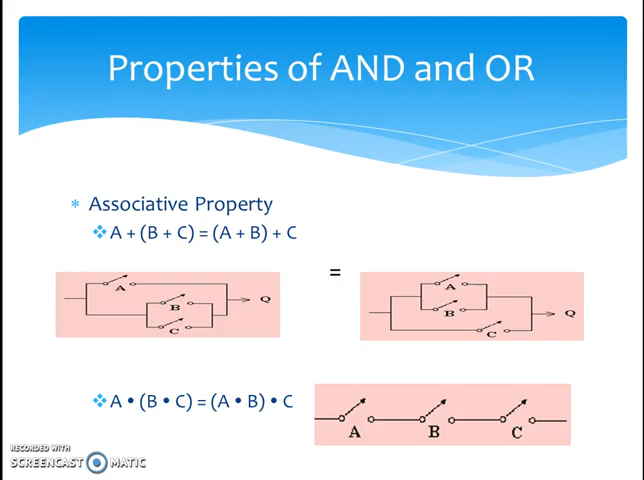 Properties of AND and OR
* Associative Property
❖ A + (B + C) = (A + B) + C
=
A
B
C
Q
A
B
C
Q
❖ A • (B • C) = (A • B) • C
A B C
RECORDED WITH
SCREENCAST MATIC